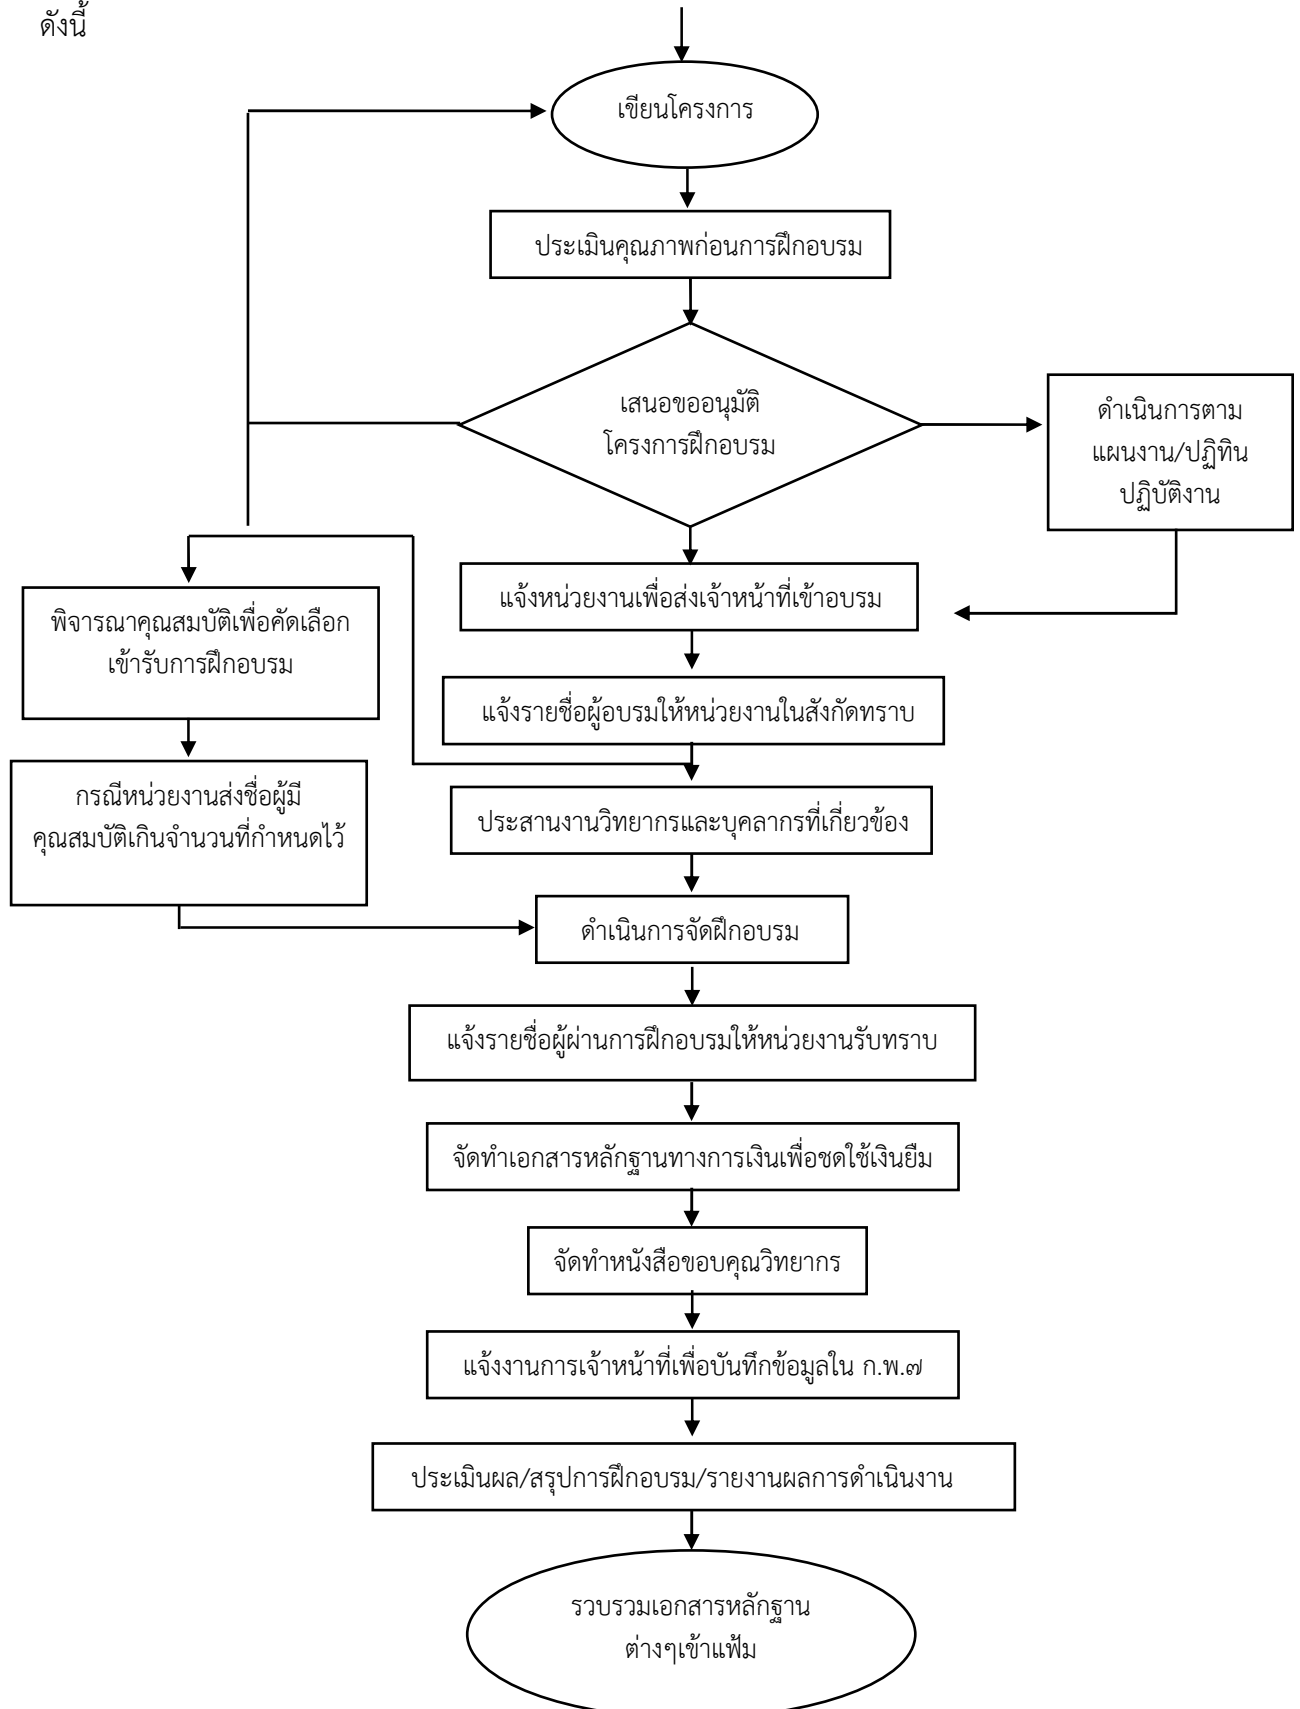 ดังนี้
เขียนโครงการ
ประเมินคุณภาพก่อนการฝึกอบรม
เสนอขออนุมัติ
โครงการฝึกอบรม
ดำเนินการตาม
แผนงาน/ปฏิทิน
ปฏิบัติงาน
แจ้งหน่วยงานเพื่อส่งเจ้าหน้าที่เข้าอบรม
พิจารณาคุณสมบัติเพื่อคัดเลือก
เข้ารับการฝึกอบรม
แจ้งรายชื่อผู้อบรมให้หน่วยงานในสังกัดทราบ
กรณีหน่วยงานส่งชื่อผู้มี
คุณสมบัติเกินจำนวนที่กำหนดไว้
ประสานงานวิทยากรและบุคลากรที่เกี่ยวข้อง
ดำเนินการจัดฝึกอบรม
แจ้งรายชื่อผู้ผ่านการฝึกอบรมให้หน่วยงานรับทราบ
จัดทำเอกสารหลักฐานทางการเงินเพื่อชดใช้เงินยืม
จัดทำหนังสือขอบคุณวิทยากร
แจ้งงานการเจ้าหน้าที่เพื่อบันทึกข้อมูลใน ก.พ.๗
ประเมินผล/สรุปการฝึกอบรม/รายงานผลการดำเนินงาน
รวบรวมเอกสารหลักฐาน
ต่างๆเข้าแฟ้ม